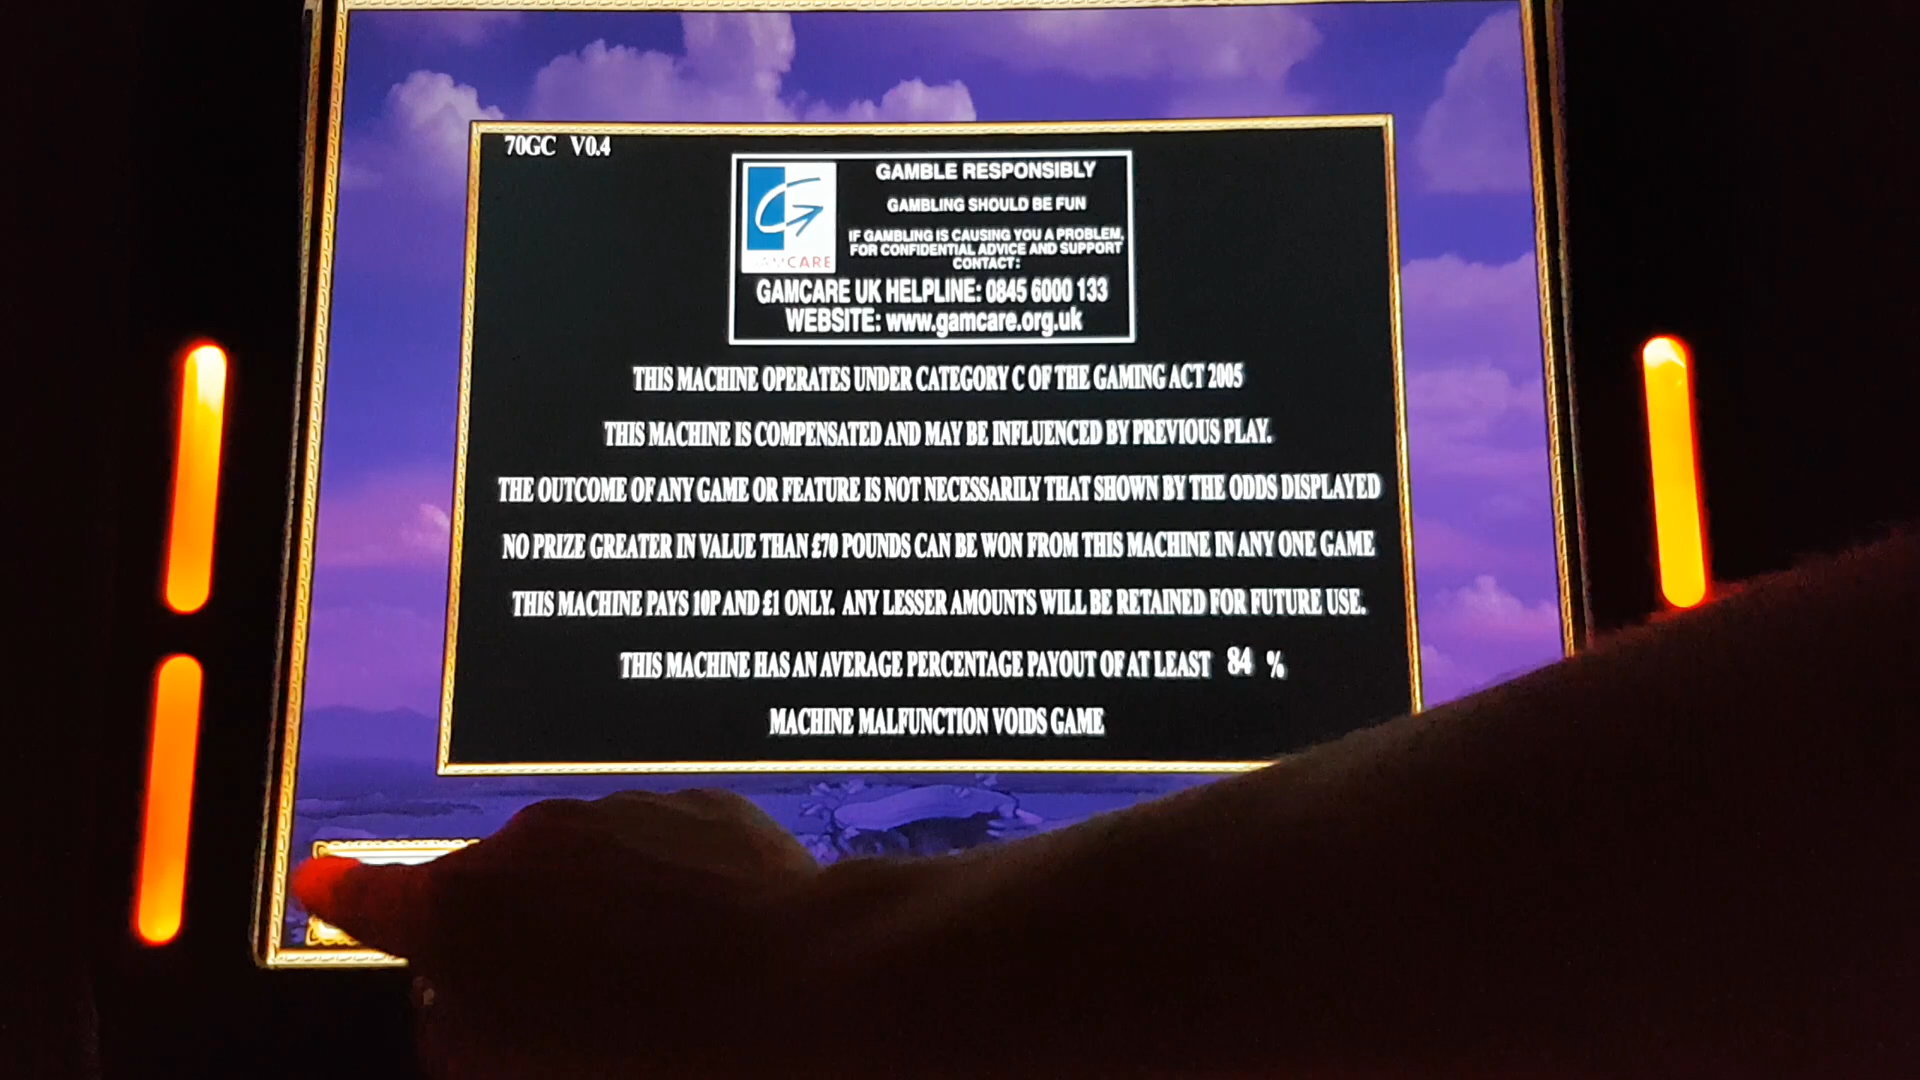 70GC V0.4
GAMBLE RESPONSIBLY
GAMBLING SHOULD BE FUN
IF GAMBLING IS CAUSING YOU A PROBLEM,
FOR CONFIDENTIAL ADVICE AND SUPPORT
CONTACT:
GAMCARE
GAMCARE UK HELPLINE: 0845 6000 133
WEBSITE: www.gamcare.org.uk
THIS MACHINE OPERATES UNDER CATEGORY C OF THE GAMING ACT 2005
THIS MACHINE IS COMPENSATED AND MAY BE INFLUENCED BY PREVIOUS PLAY.
THE OUTCOME OF ANY GAME OR FEATURE IS NOT NECESSARILY THAT SHOWN BY THE ODDS DISPLAYED
NO PRIZE GREATER IN VALUE THAN £70 POUNDS CAN BE WON FROM THIS MACHINE IN ANY ONE GAME
THIS MACHINE PAYS 10P AND £1 ONLY. ANY LESSER AMOUNTS WILL BE RETAINED FOR FUTURE USE.
THIS MACHINE HAS AN AVERAGE PERCENTAGE PAYOUT OF AT LEAST 84 %
MACHINE MALFUNCTION VOIDS GAME